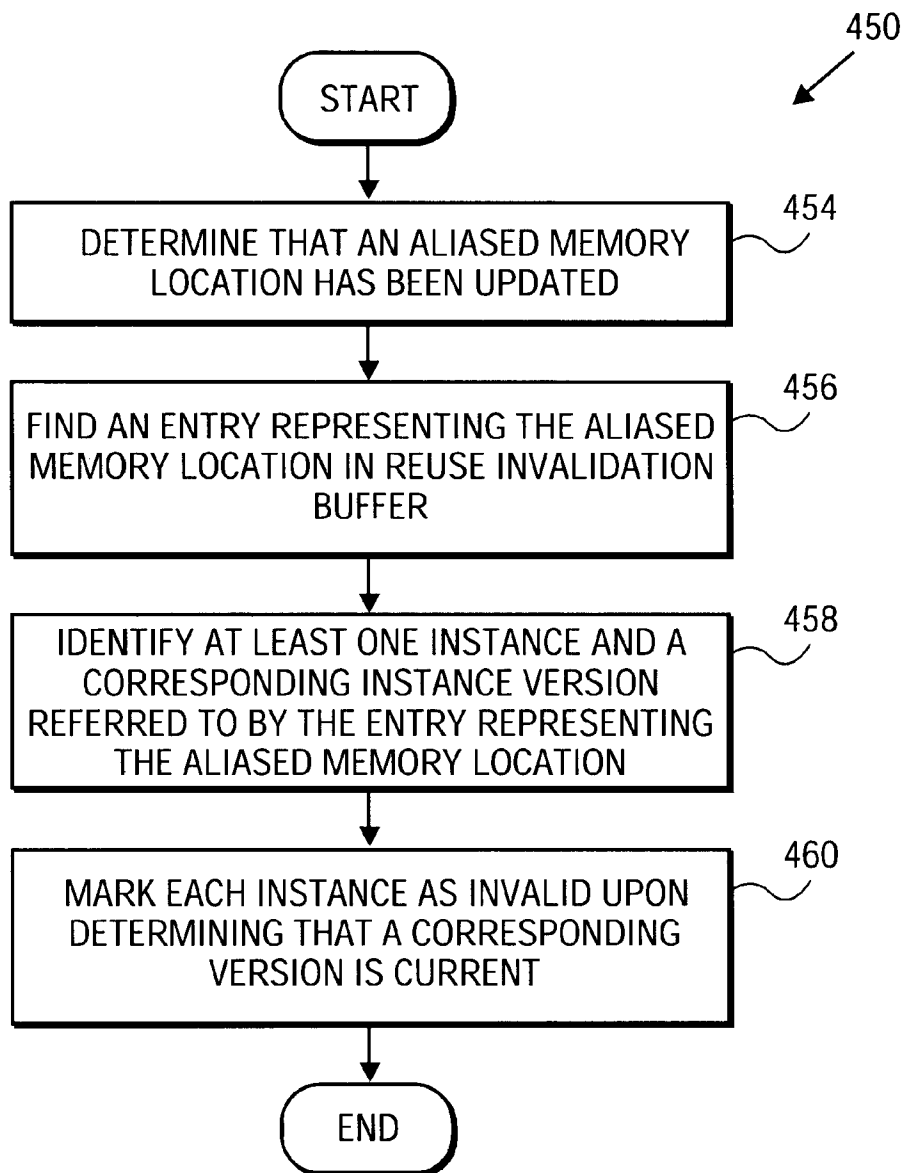 450
START
454
DETERMINE THAT AN ALIASED MEMORY
LOCATION HAS BEEN UPDATED
456
FIND AN ENTRY REPRESENTING THE ALIASED
MEMORY LOCATION IN REUSE INVALIDATION
BUFFER
458
IDENTIFY AT LEAST ONE INSTANCE AND A
CORRESPONDING INSTANCE VERSION
REFERRED TO BY THE ENTRY REPRESENTING
THE ALIASED MEMORY LOCATION
460
MARK EACH INSTANCE AS INVALID UPON
DETERMINING THAT A CORRESPONDING
VERSION IS CURRENT
END